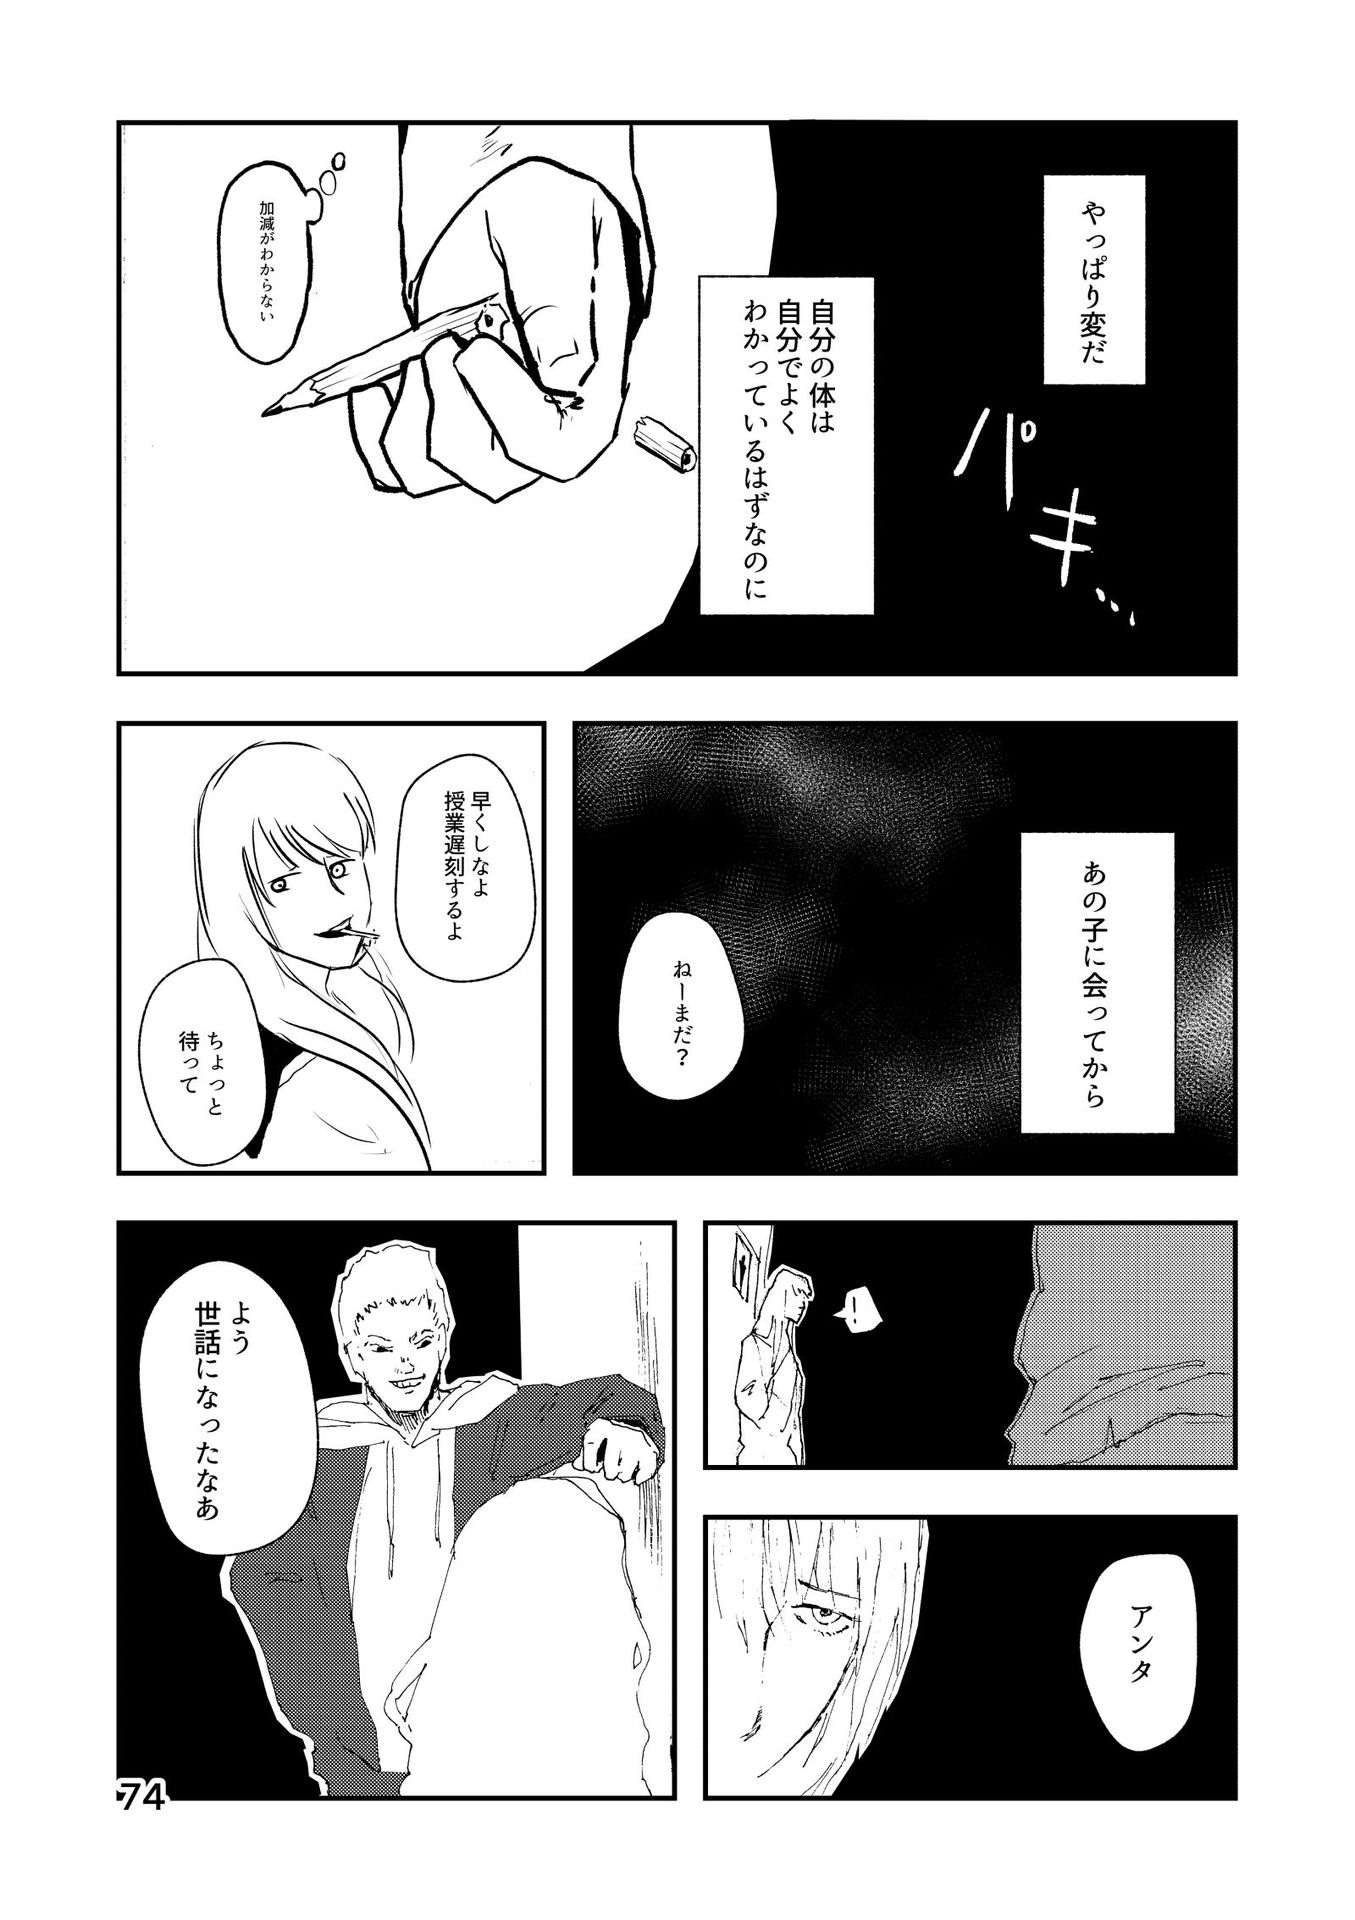 やっぱり変だ
パキ…
自分の体は
自分でよく
わかっているはずなのに
加減がわからない
あの子に会ってから
ねーまだ？
早くしなよ
授業遅刻するよ
ちょっと
待って
！
アンタ
よう
世話になったなあ
74